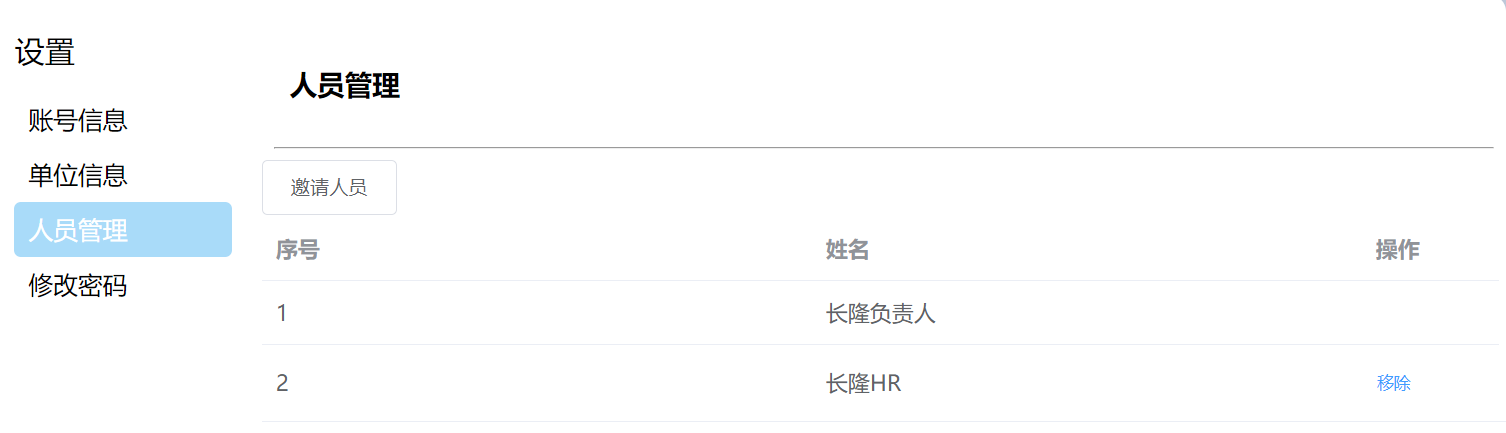 设置
账号信息
单位信息
人员管理
修改密码
人员管理
邀请人员
序号 姓名 操作
1 长隆负责人
2 长隆HR 移除